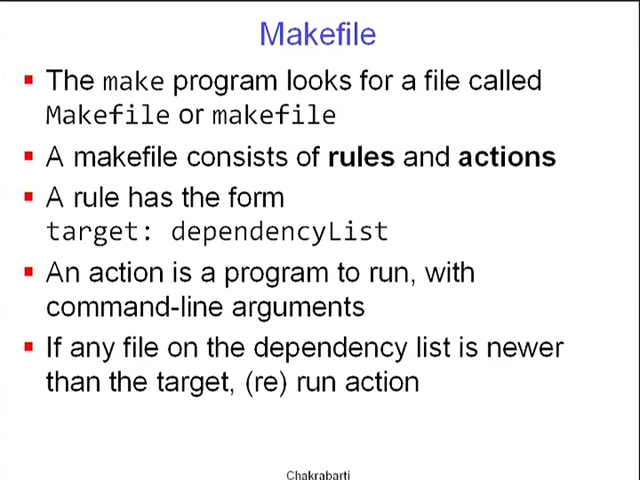 Makefile
The make program looks for a file called
Makefile or makefile
A makefile consists of rules and actions
A rule has the form
target: dependencyList
An action is a program to run, with
command-line arguments
If any file on the dependency list is newer
than the target, (re) run action
Chakrabarti